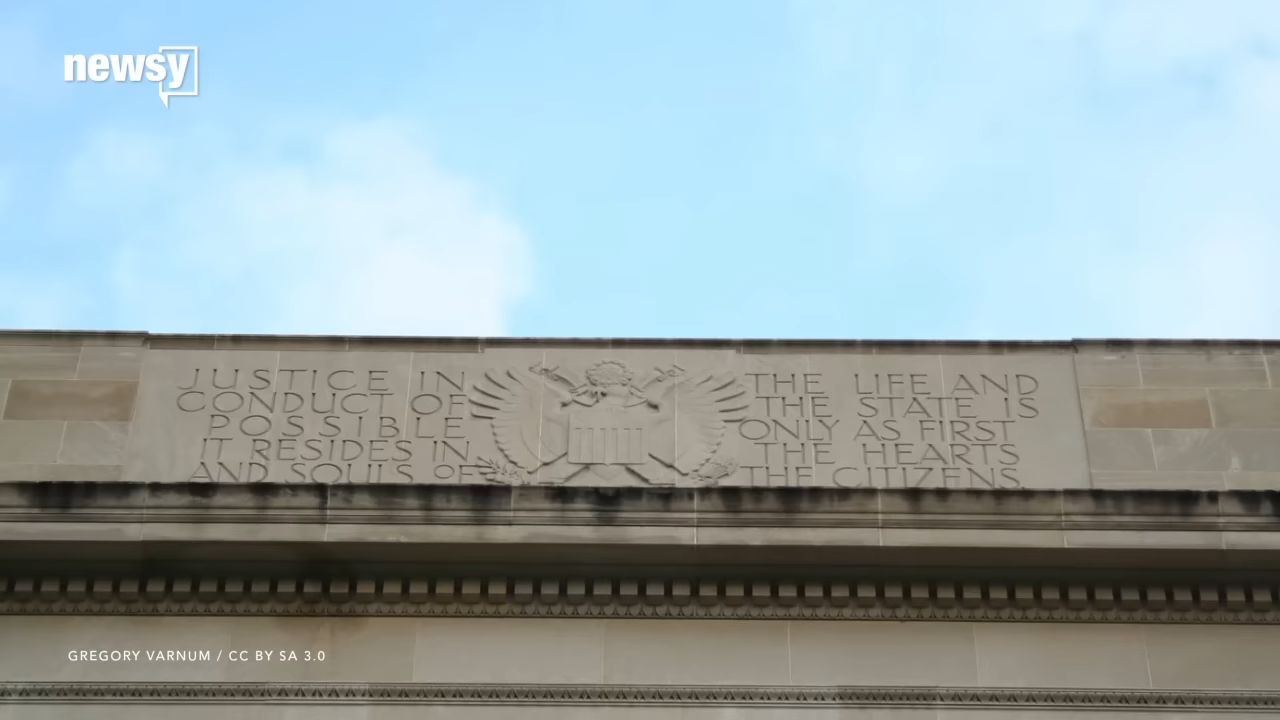 newsy
JUSTICE IN THE LIFE AND
CONDUCT OF THE STATE IS
POSSIBLE ONLY AS FIRST
IT RESIDES IN THE HEARTS
AND SOULS OF THE CITIZENS.
GREGORY VARNUM / CC BY SA 3.0